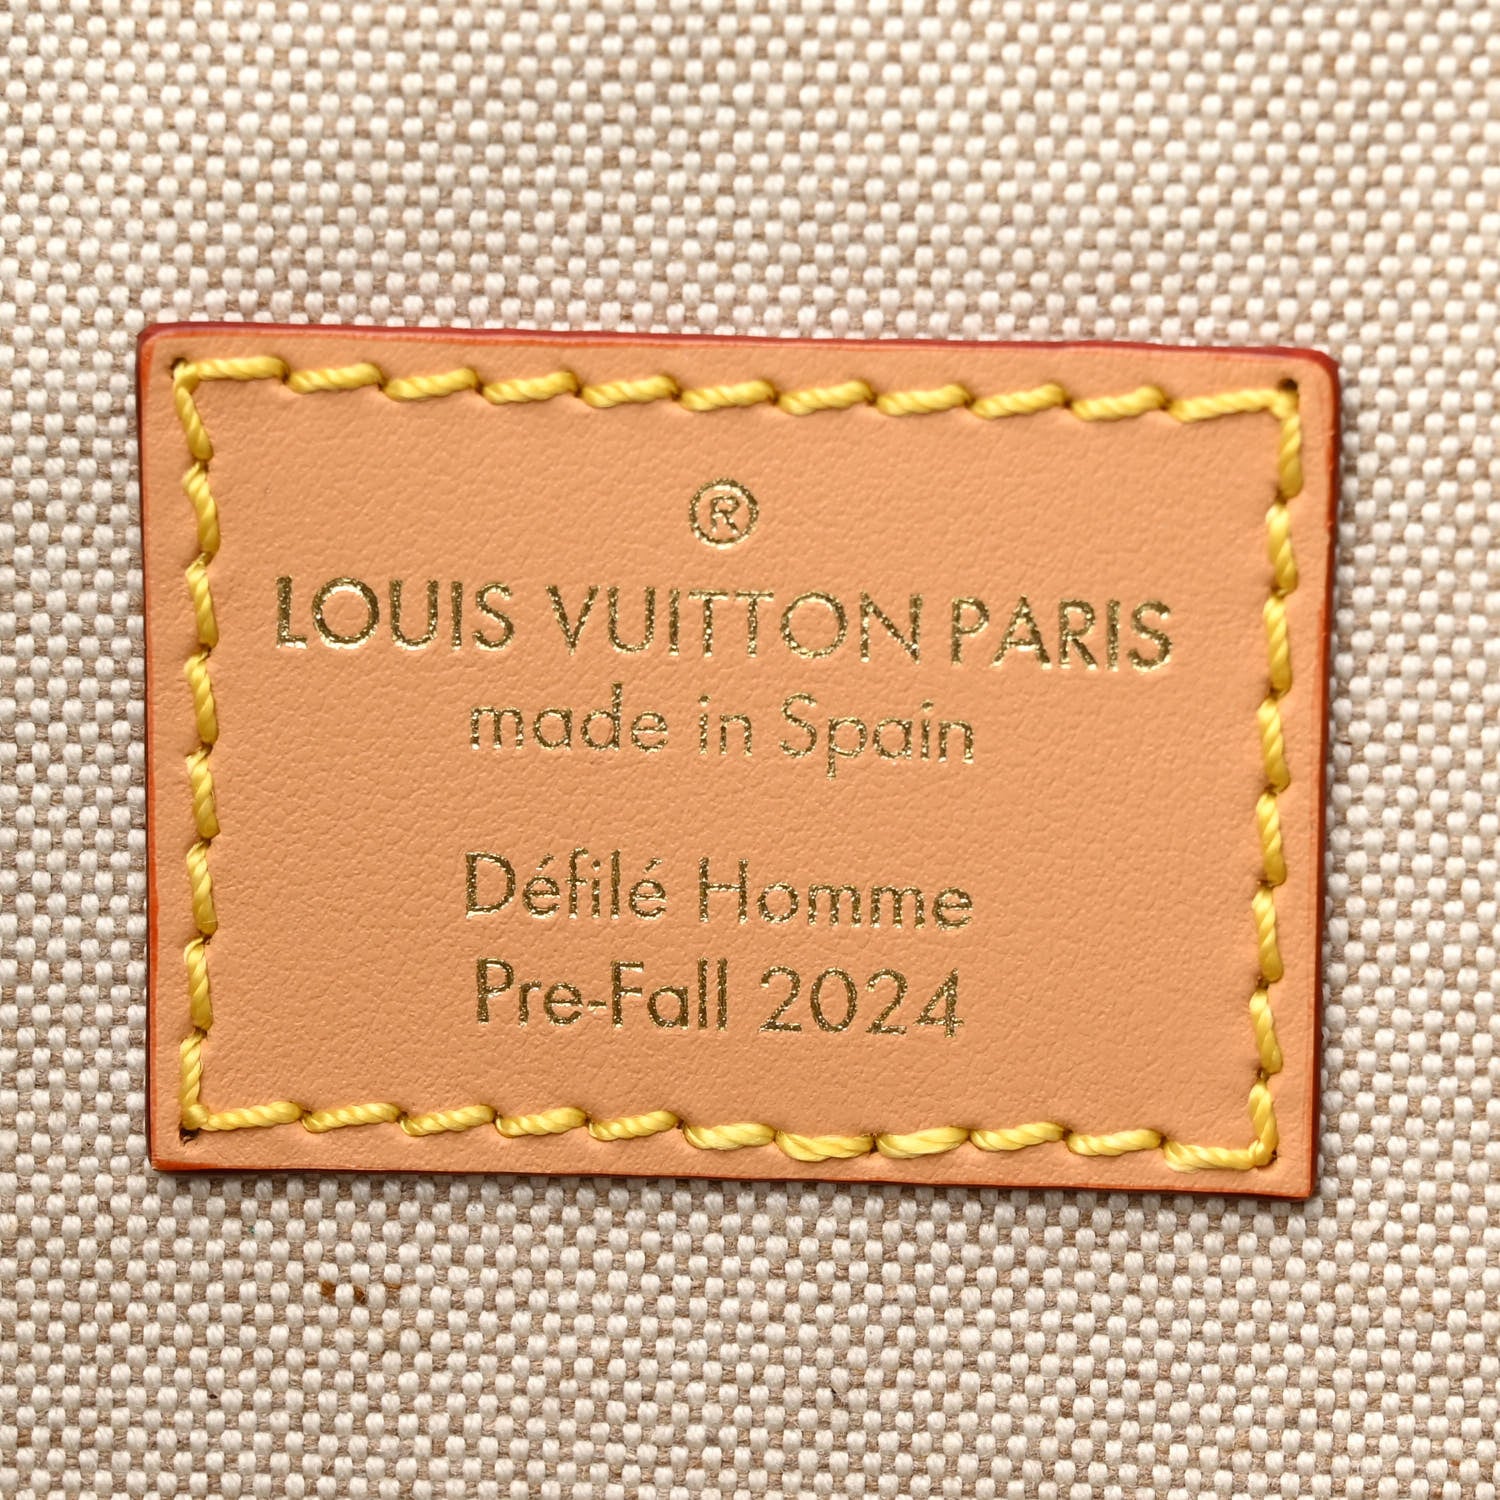 ®
LOUIS VUITTON PARIS
made in Spain
Défilé Homme
Pre-Fall 2024